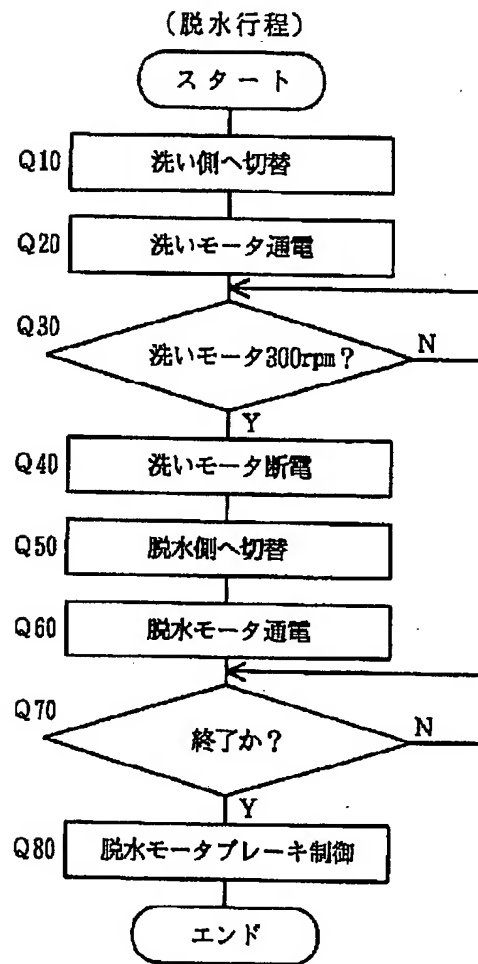 (脱水行程)
スタート
Q10 洗い側へ切替
Q20 洗いモータ通電
Q30 洗いモータ300rpm? N
Y
Q40 洗いモータ断電
Q50 脱水側へ切替
Q60 脱水モータ通電
Q70 終了か? N
Y
Q80 脱水モータブレーキ制御
エンド